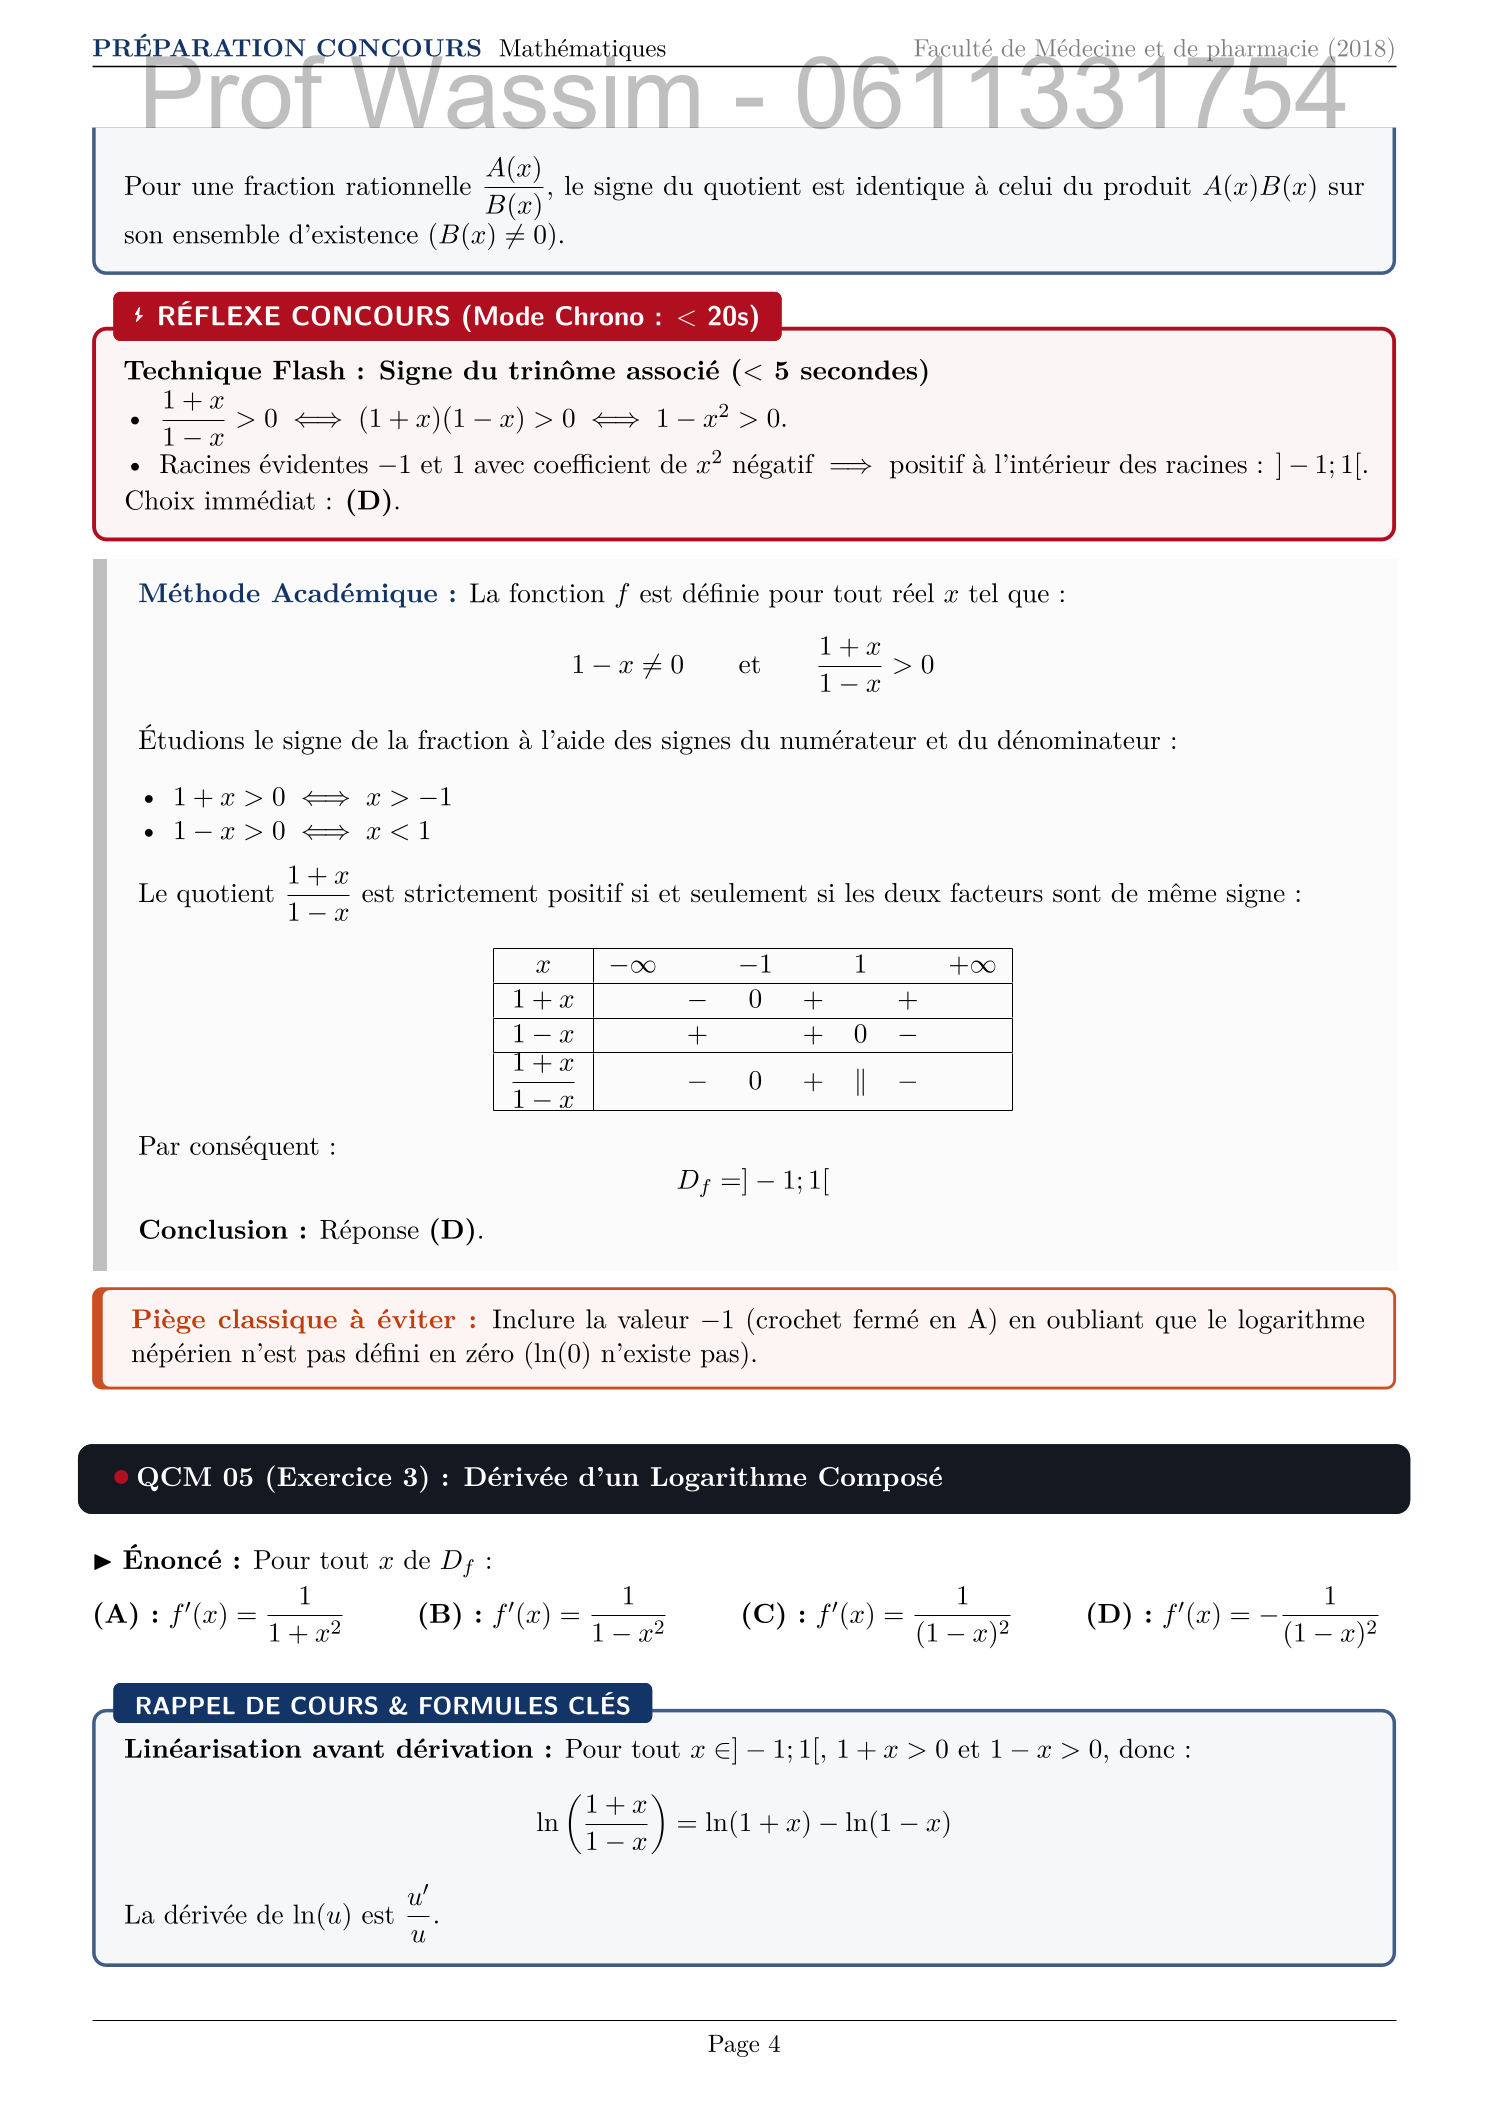 PRÉPARATION CONCOURS Mathématiques Faculté de Médecine et de pharmacie (2018)
Prof Wassim - 0611331754
Pour une fraction rationnelle A(x)/B(x), le signe du quotient est identique à celui du produit A(x)B(x) sur
son ensemble d'existence (B(x) ≠ 0).
RÉFLEXE CONCOURS (Mode Chrono : < 20s)
Technique Flash : Signe du trinôme associé (< 5 secondes)
• (1 + x)/(1 − x) > 0 ⟺ (1 + x)(1 − x) > 0 ⟺ 1 − x² > 0.
• Racines évidentes −1 et 1 avec coefficient de x² négatif ⟹ positif à l'intérieur des racines : ] − 1; 1[.
Choix immédiat : (D).
Méthode Académique : La fonction f est définie pour tout réel x tel que :
1 − x ≠ 0 et (1 + x)/(1 − x) > 0
Étudions le signe de la fraction à l'aide des signes du numérateur et du dénominateur :
• 1 + x > 0 ⟺ x > −1
• 1 − x > 0 ⟺ x < 1
Le quotient (1 + x)/(1 − x) est strictement positif si et seulement si les deux facteurs sont de même signe :
x −∞ −1 1 +∞
1 + x − 0 + +
1 − x + + 0 −
(1 + x)/(1 − x) − 0 + ∥ −
Par conséquent :
D_f =] − 1; 1[
Conclusion : Réponse (D).
Piège classique à éviter : Inclure la valeur −1 (crochet fermé en A) en oubliant que le logarithme
népérien n'est pas défini en zéro (ln(0) n'existe pas).
● QCM 05 (Exercice 3) : Dérivée d'un Logarithme Composé
▶ Énoncé : Pour tout x de D_f :
(A) : f′(x) = 1/(1 + x²) (B) : f′(x) = 1/(1 − x²) (C) : f′(x) = 1/(1 − x)² (D) : f′(x) = −1/(1 − x)²
RAPPEL DE COURS & FORMULES CLÉS
Linéarisation avant dérivation : Pour tout x ∈] − 1; 1[, 1 + x > 0 et 1 − x > 0, donc :
ln((1 + x)/(1 − x)) = ln(1 + x) − ln(1 − x)
La dérivée de ln(u) est u′/u.
Page 4